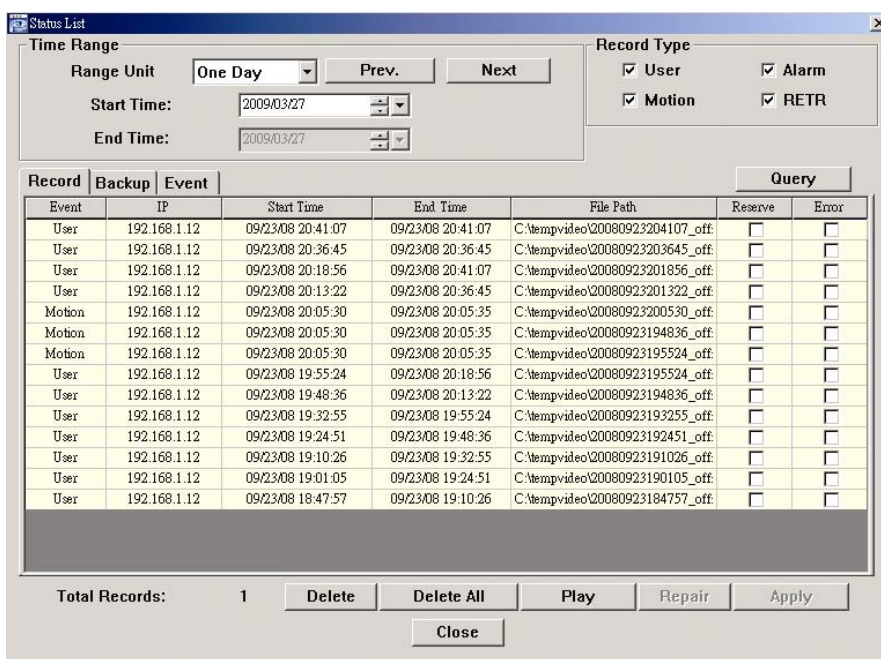 Status List
Time Range
Range Unit One Day Prev. Next
Start Time: 2009/03/27
End Time: 2009/03/27
Record Type
User Alarm
Motion RETR
Record Backup Event Query
Event IP Start Time End Time File Path Reserve Error
User 192.168.1.12 09/23/08 20:41:07 09/23/08 20:41:07 C:\tempvideo\20080923204107_off:
User 192.168.1.12 09/23/08 20:36:45 09/23/08 20:36:45 C:\tempvideo\20080923203645_off:
User 192.168.1.12 09/23/08 20:18:56 09/23/08 20:41:07 C:\tempvideo\20080923201856_off:
User 192.168.1.12 09/23/08 20:13:22 09/23/08 20:36:45 C:\tempvideo\20080923201322_off:
Motion 192.168.1.12 09/23/08 20:05:30 09/23/08 20:05:35 C:\tempvideo\20080923200530_off:
Motion 192.168.1.12 09/23/08 20:05:30 09/23/08 20:05:35 C:\tempvideo\20080923194836_off:
Motion 192.168.1.12 09/23/08 20:05:30 09/23/08 20:05:35 C:\tempvideo\20080923195524_off:
User 192.168.1.12 09/23/08 19:55:24 09/23/08 20:18:56 C:\tempvideo\20080923195524_off:
User 192.168.1.12 09/23/08 19:48:36 09/23/08 20:13:22 C:\tempvideo\20080923194836_off:
User 192.168.1.12 09/23/08 19:32:55 09/23/08 19:55:24 C:\tempvideo\20080923193255_off:
User 192.168.1.12 09/23/08 19:24:51 09/23/08 19:48:36 C:\tempvideo\20080923192451_off:
User 192.168.1.12 09/23/08 19:10:26 09/23/08 19:32:55 C:\tempvideo\20080923191026_off:
User 192.168.1.12 09/23/08 19:01:05 09/23/08 19:24:51 C:\tempvideo\20080923190105_off:
User 192.168.1.12 09/23/08 18:47:57 09/23/08 19:10:26 C:\tempvideo\20080923184757_off:
Total Records: 1 Delete Delete All Play Repair Apply
Close